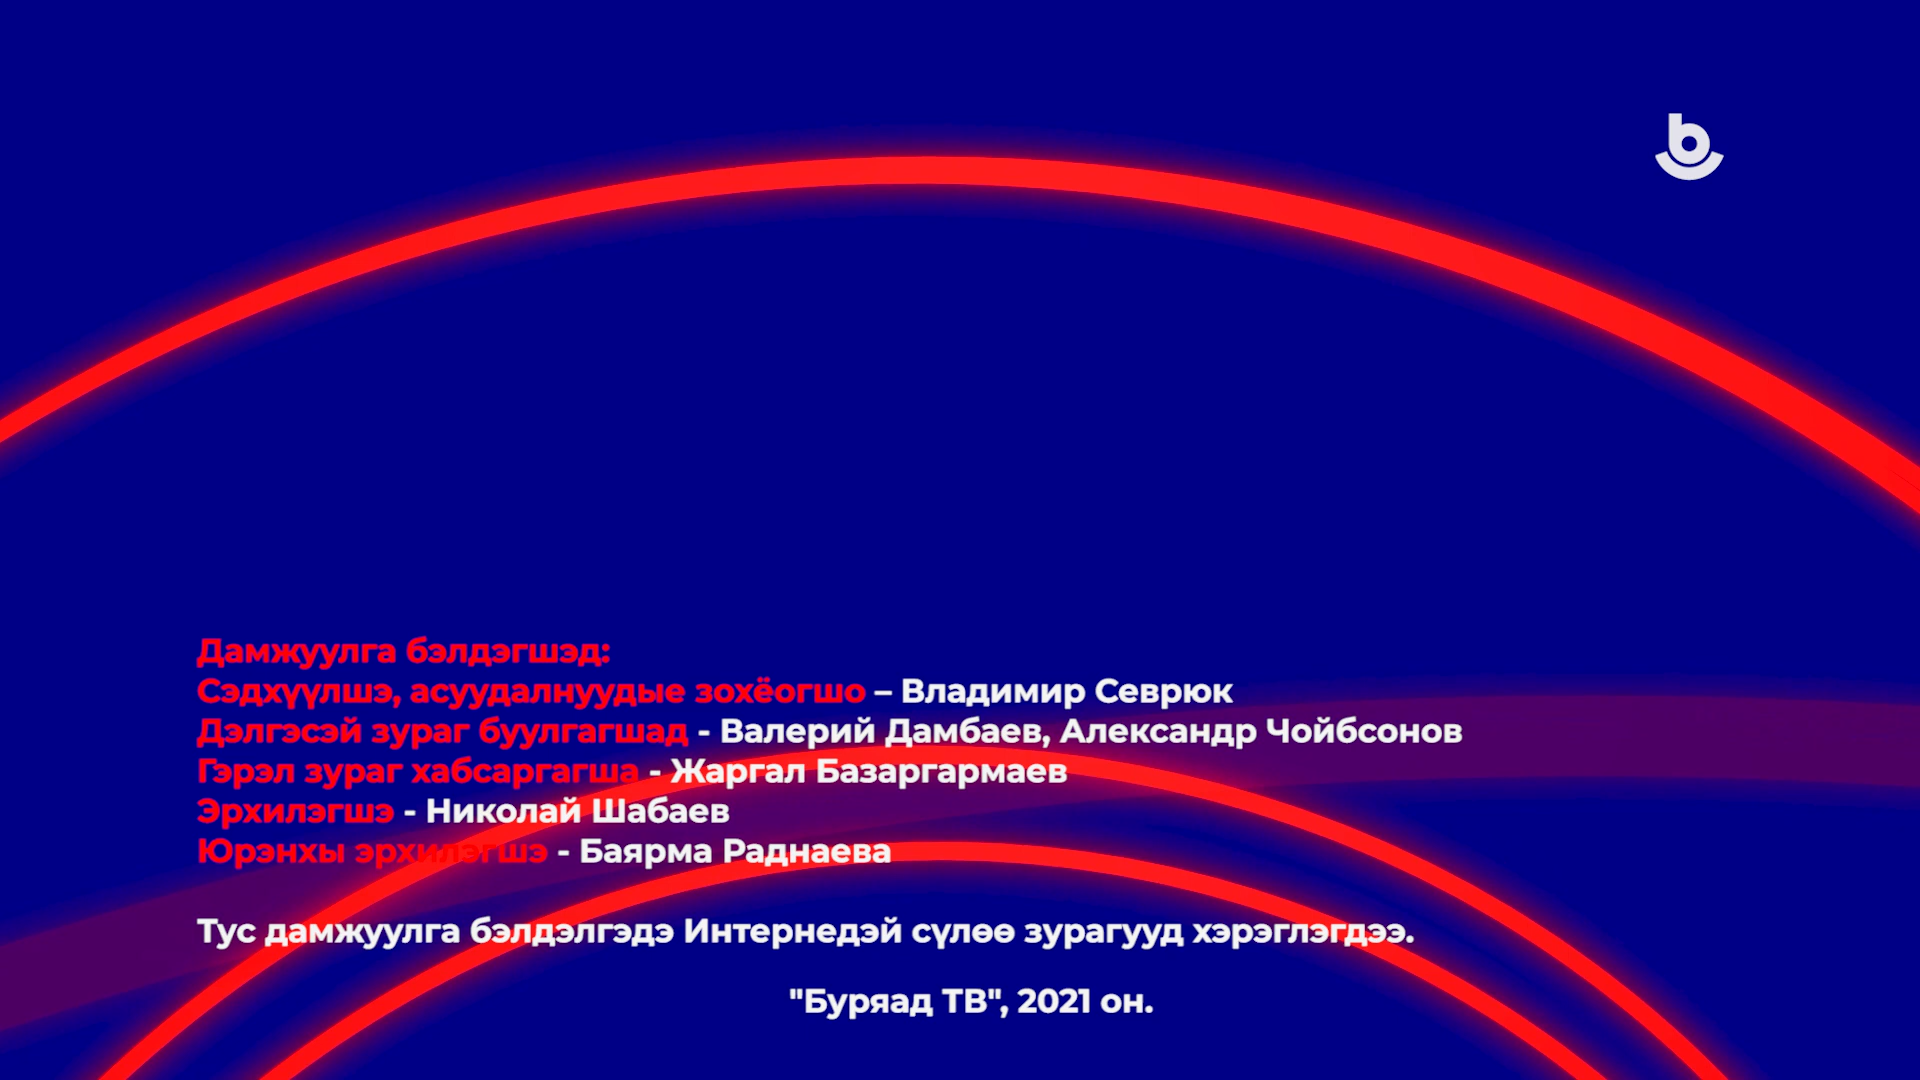 b
Дамжуулга бэлдэгшэд:
Сэдхүүлшэ, асуудалнуудые зохёогшо – Владимир Севрюк
Дэлгэсэй зураг буулгагшад - Валерий Дамбаев, Александр Чойбсонов
Гэрэл зураг хабсаргагша - Жаргал Базаргармаев
Эрхилэгшэ - Николай Шабаев
Юрэнхы эрхилэгшэ - Баярма Раднаева
Тус дамжуулга бэлдэлгэдэ Интернедэй сүлөө зурагууд хэрэглэгдээ.
"Буряад ТВ", 2021 он.